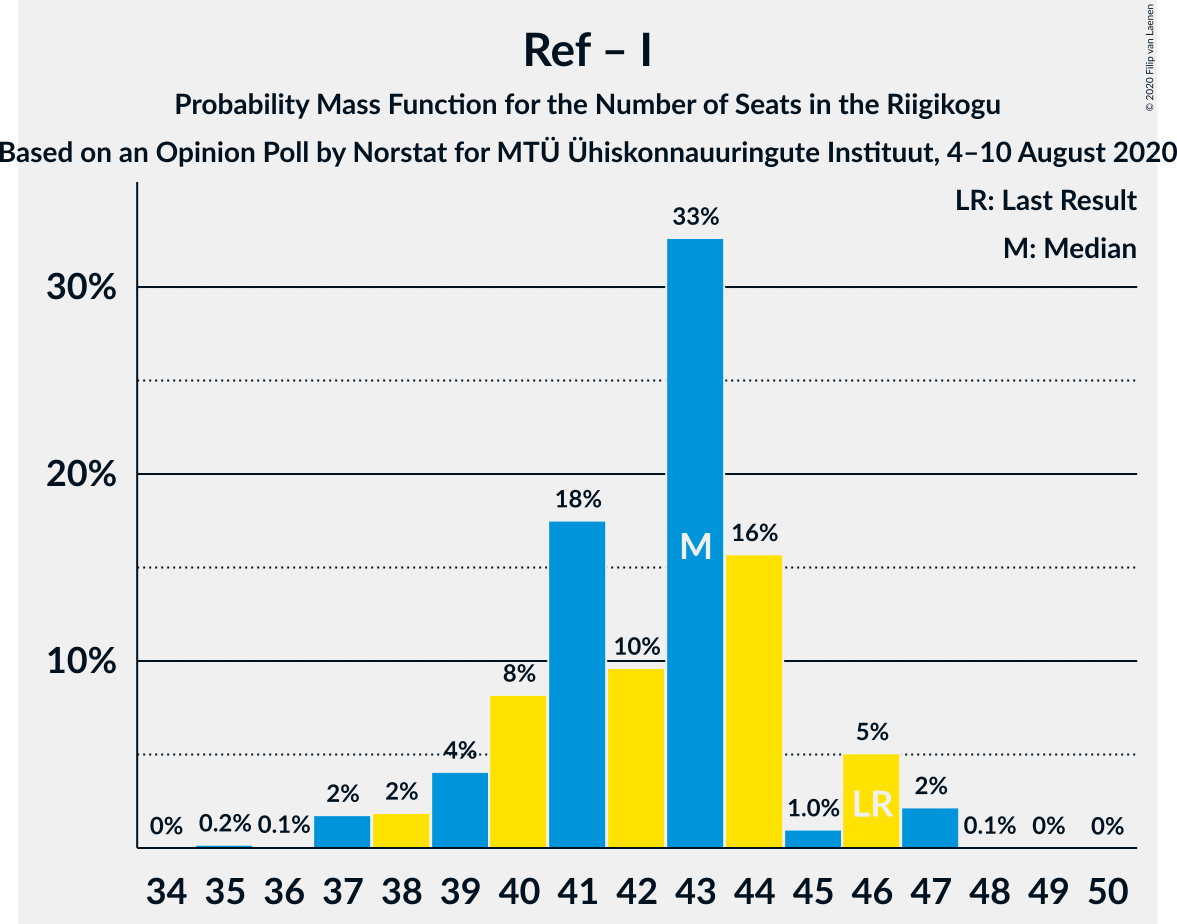 Ref – I
Probability Mass Function for the Number of Seats in the Riigikogu
Based on an Opinion Poll by Norstat for MTÜ Ühiskonnauuringute Instituut, 4–10 August 2020
© 2020 Filip van Laenen
LR: Last Result
M: Median
30%
20%
10%
0% 0.2% 0.1% 2% 2% 4% 8% 18% 10% 33% 16% 1.0% 5% 2% 0.1% 0% 0%
M
LR
34 35 36 37 38 39 40 41 42 43 44 45 46 47 48 49 50